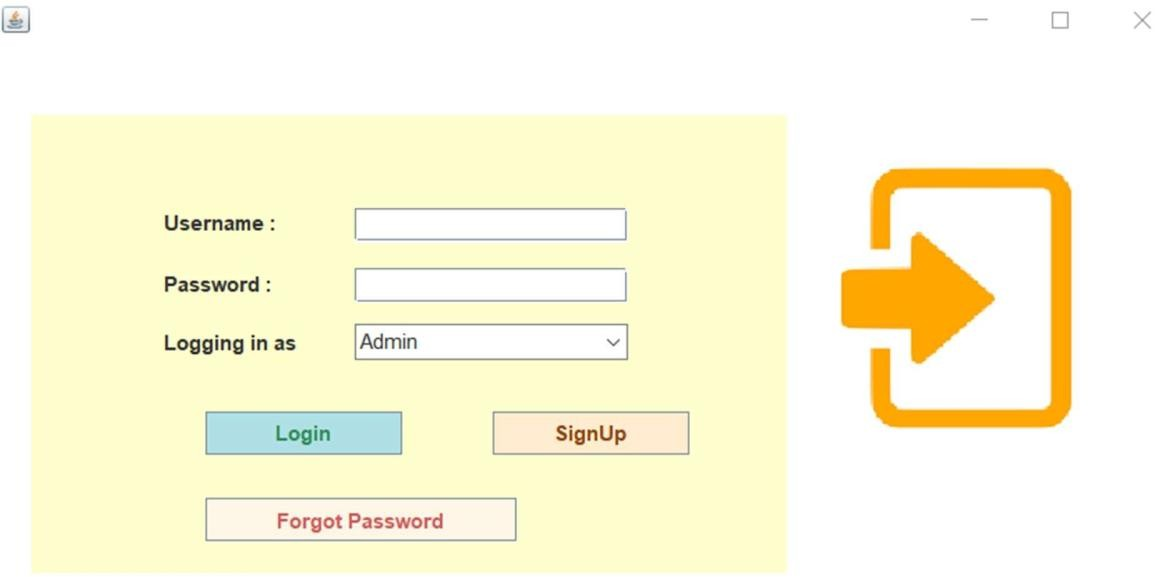 Username :
Password :
Logging in as Admin
Login SignUp
Forgot Password